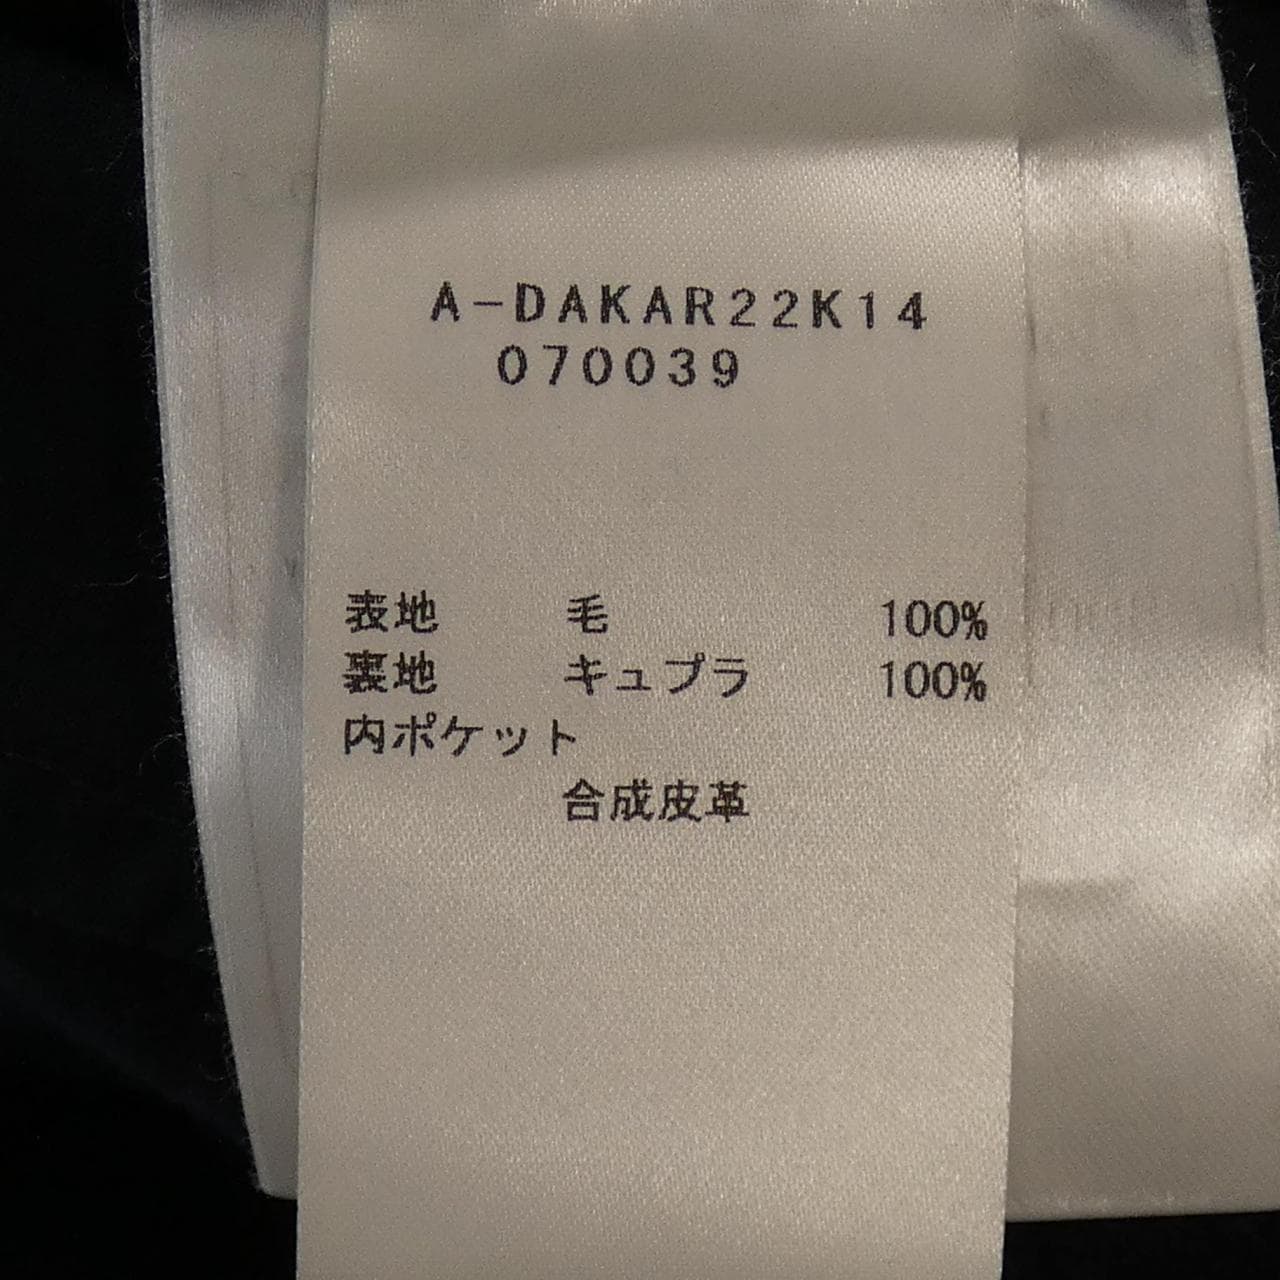 A-DAKAR22K14
070039
表地 毛 100%
裏地 キュプラ 100%
内ポケット
合成皮革